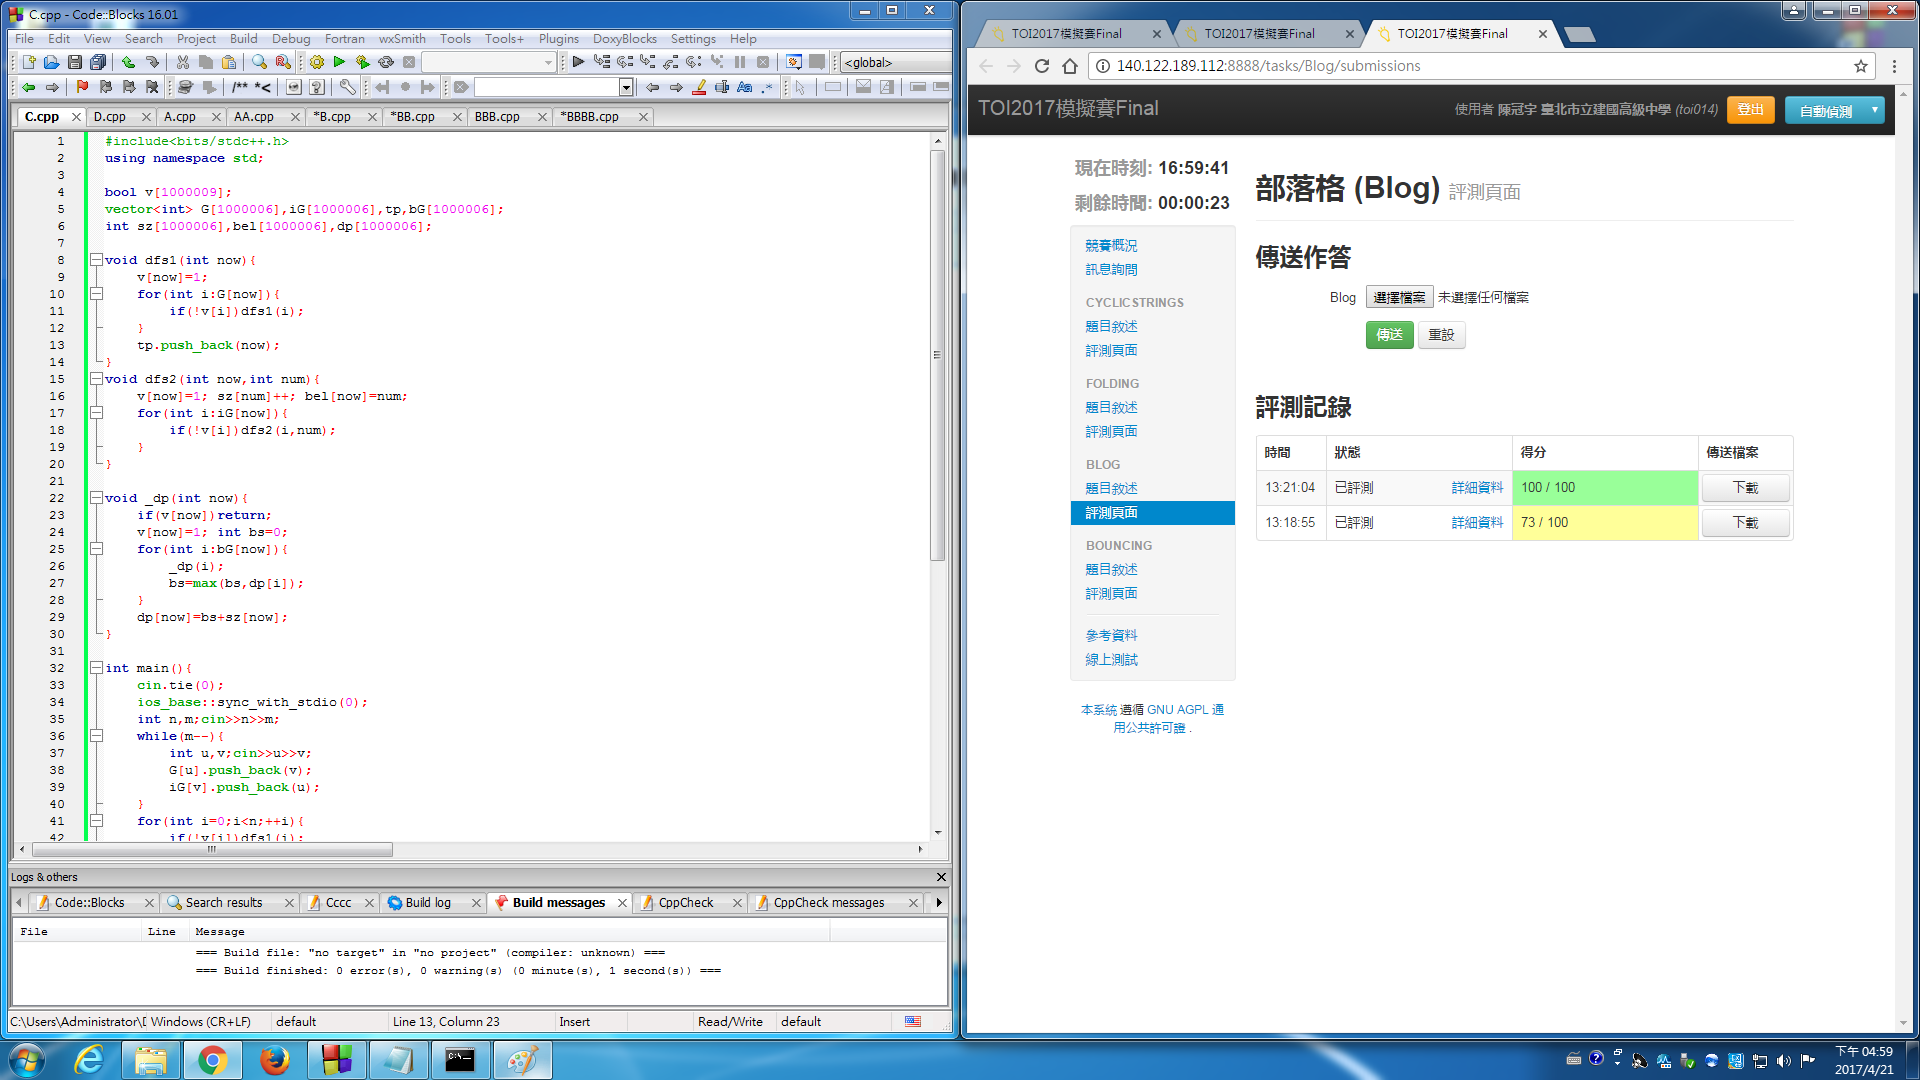 C.cpp - Code::Blocks 16.01
File Edit View Search Project Build Debug Fortran wxSmith Tools Tools+ Plugins DoxyBlocks Settings Help
<global>
C.cpp D.cpp A.cpp AA.cpp *B.cpp *BB.cpp BBB.cpp *BBBB.cpp
1 #include<bits/stdc++.h>
2 using namespace std;
3
4 bool v[1000009];
5 vector<int> G[1000006],iG[1000006],tp,bG[1000006];
6 int sz[1000006],bel[1000006],dp[1000006];
7
8 void dfs1(int now){
9 v[now]=1;
10 for(int i:G[now]){
11 if(!v[i])dfs1(i);
12 }
13 tp.push_back(now);
14 }
15 void dfs2(int now,int num){
16 v[now]=1; sz[num]++; bel[now]=num;
17 for(int i:iG[now]){
18 if(!v[i])dfs2(i,num);
19 }
20 }
21
22 void _dp(int now){
23 if(v[now])return;
24 v[now]=1; int bs=0;
25 for(int i:bG[now]){
26 _dp(i);
27 bs=max(bs,dp[i]);
28 }
29 dp[now]=bs+sz[now];
30 }
31
32 int main(){
33 cin.tie(0);
34 ios_base::sync_with_stdio(0);
35 int n,m;cin>>n>>m;
36 while(m--){
37 int u,v;cin>>u>>v;
38 G[u].push_back(v);
39 iG[v].push_back(u);
40 }
41 for(int i=0;i<n;++i){
42 if(!v[i])dfs1(i);
Logs & others
Code::Blocks Search results Cccc Build log Build messages CppCheck CppCheck messages
File Line Message
=== Build file: "no target" in "no project" (compiler: unknown) ===
=== Build finished: 0 error(s), 0 warning(s) (0 minute(s), 1 second(s)) ===
C:\Users\Administrator\D Windows (CR+LF) default Line 13, Column 23 Insert Read/Write default
TOI2017模擬賽Final TOI2017模擬賽Final TOI2017模擬賽Final
140.122.189.112:8888/tasks/Blog/submissions
TOI2017模擬賽Final
使用者 陳冠宇 臺北市立建國高級中學 (toi014) 登出 自動偵測
現在時刻: 16:59:41
剩餘時間: 00:00:23
競賽概況
訊息詢問
CYCLICSTRINGS
題目敘述
評測頁面
FOLDING
題目敘述
評測頁面
BLOG
題目敘述
評測頁面
BOUNCING
題目敘述
評測頁面
參考資料
線上測試
本系統 遵循 GNU AGPL 通
用公共許可證 .
部落格 (Blog) 評測頁面
傳送作答
Blog 選擇檔案 未選擇任何檔案
傳送 重設
評測記錄
時間 狀態 得分 傳送檔案
13:21:04 已評測 詳細資料 100 / 100 下載
13:18:55 已評測 詳細資料 73 / 100 下載
下午 04:59
2017/4/21